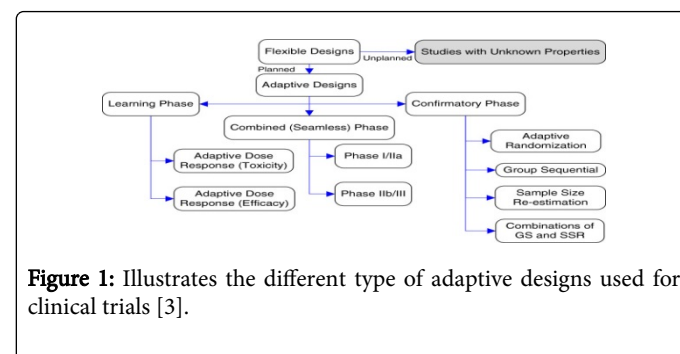 Flexible Designs
Unplanned
Studies with Unknown Properties
Planned
Adaptive Designs
Learning Phase
Confirmatory Phase
Combined (Seamless) Phase
Adaptive Dose
Response (Toxicity)
Adaptive Dose
Response (Efficacy)
Phase I/IIa
Phase IIb/III
Adaptive
Randomization
Group Sequential
Sample Size
Re-estimation
Combinations of
GS and SSR
Figure 1: Illustrates the different type of adaptive designs used for
clinical trials [3].